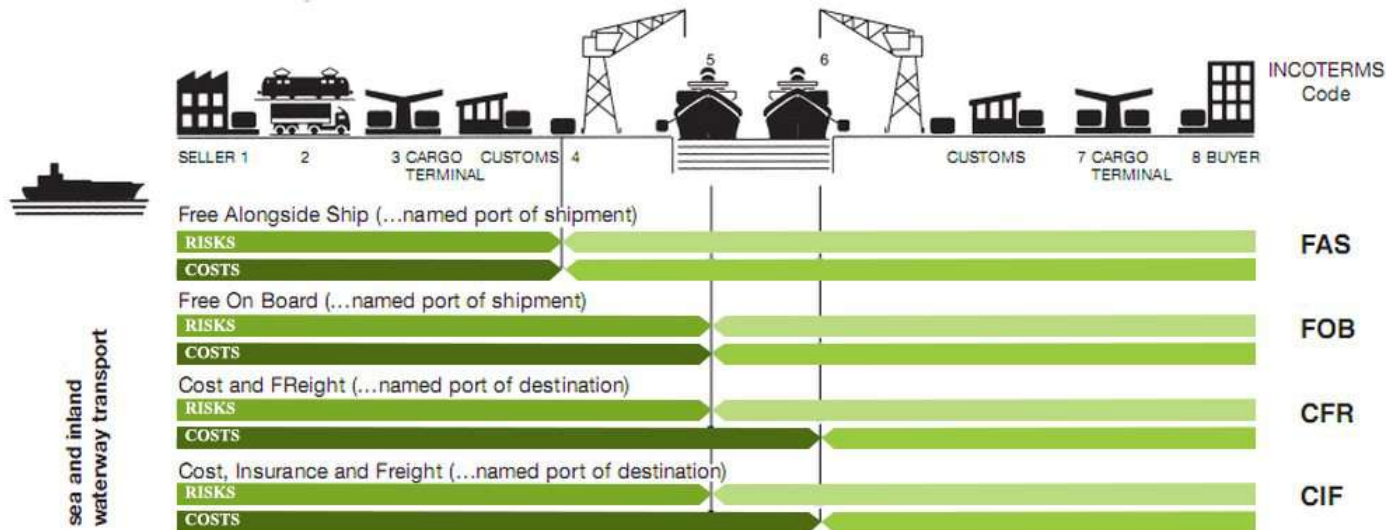 5
6
INCOTERMS
Code
SELLER 1
2
3 CARGO
TERMINAL
CUSTOMS
4
CUSTOMS
7 CARGO
TERMINAL
8 BUYER
Free Alongside Ship (...named port of shipment)
RISKS
COSTS
FAS
Free On Board (...named port of shipment)
RISKS
COSTS
FOB
Cost and FReight (...named port of destination)
RISKS
COSTS
CFR
Cost, Insurance and Freight (...named port of destination)
RISKS
COSTS
CIF
sea and inland
waterway transport